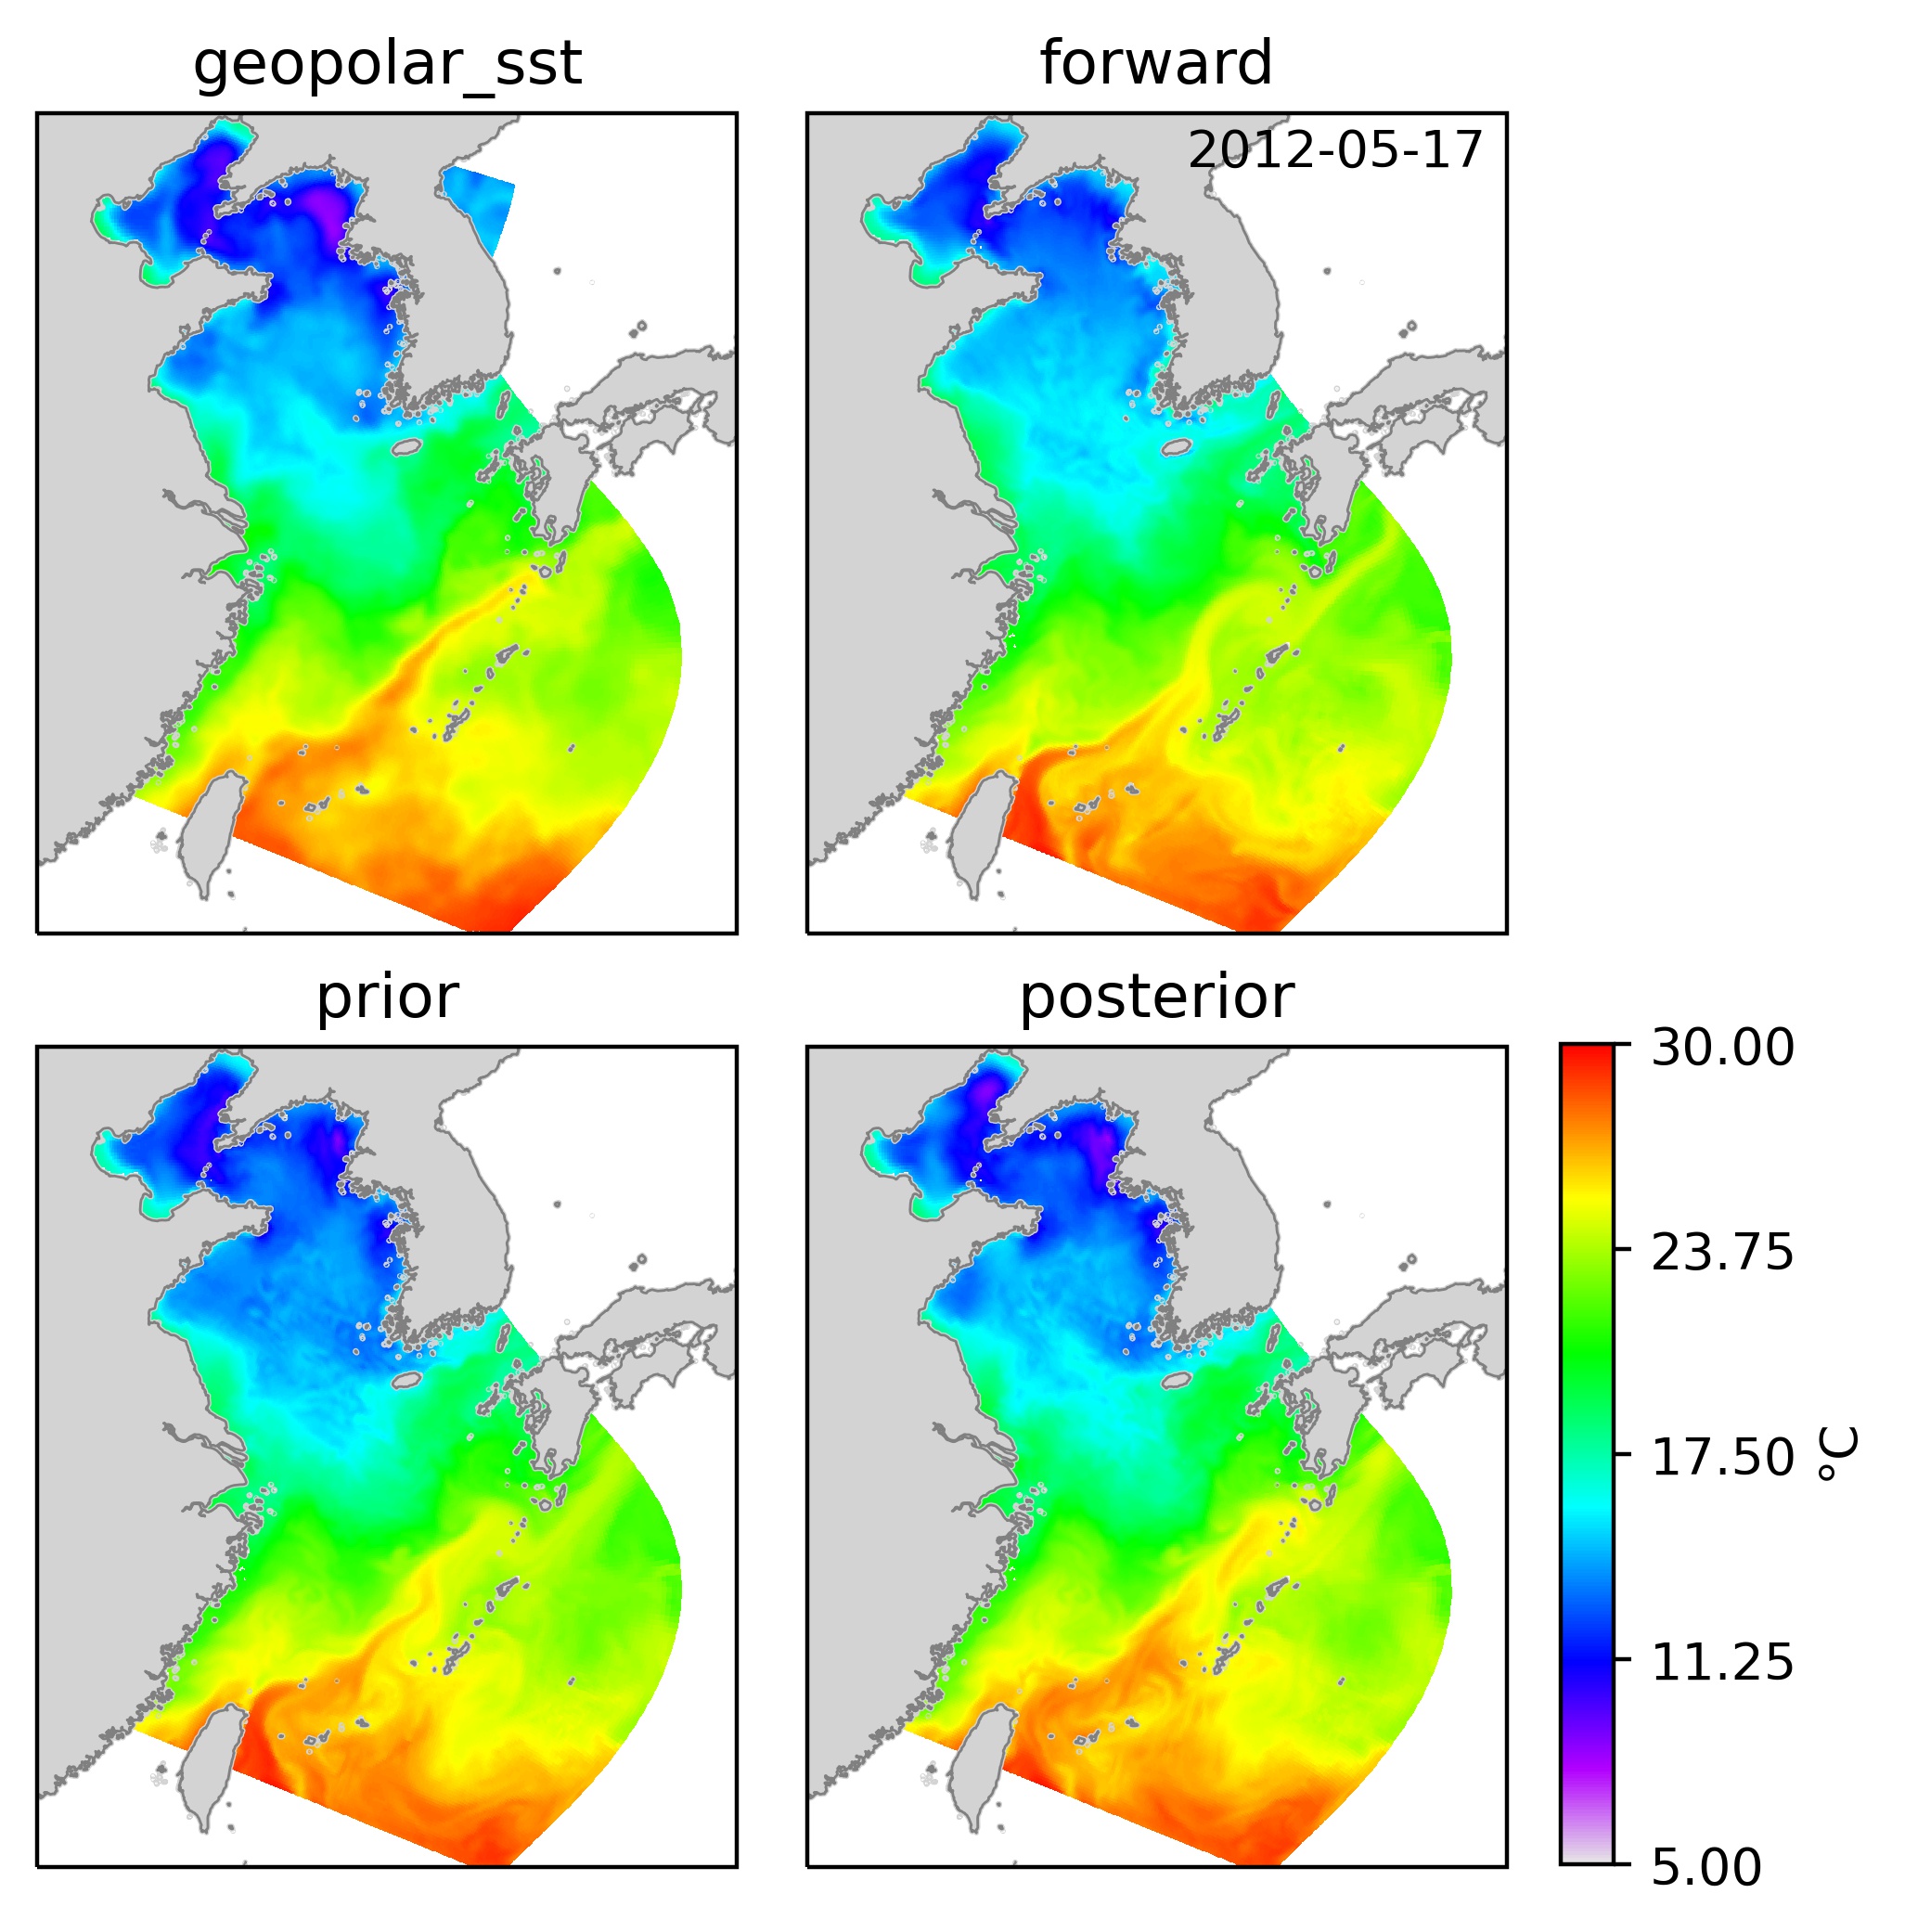 geopolar_sst
forward
2012-05-17
prior
posterior
30.00
23.75
17.50
11.25
5.00
°C